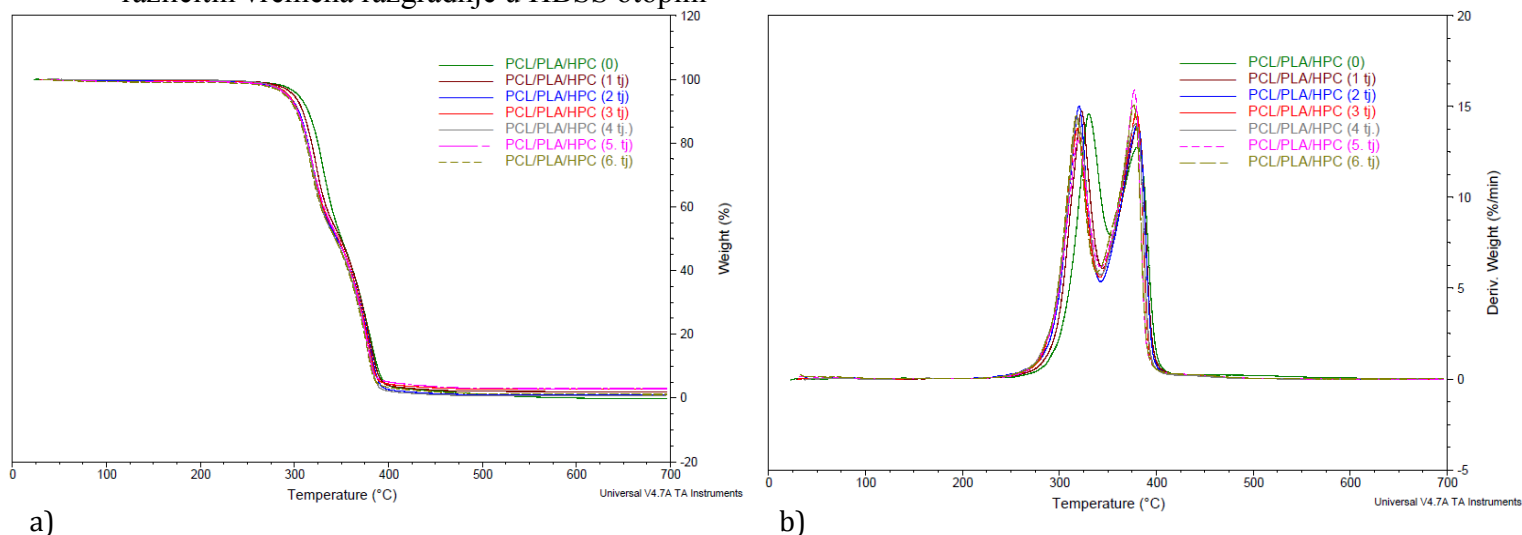 različitih vremena razgradnje u HBSS otopini
120
100
80
60
40
20
0
-20
Weight (%)
PCL/PLA/HPC (0)
PCL/PLA/HPC (1 tj)
PCL/PLA/HPC (2 tj)
PCL/PLA/HPC (3 tj)
PCL/PLA/HPC (4 tj.)
PCL/PLA/HPC (5. tj)
PCL/PLA/HPC (6. tj)
0 100 200 300 400 500 600 700
Temperature (°C)
Universal V4.7A TA Instruments
a)
20
15
10
5
0
-5
Deriv. Weight (%/min)
PCL/PLA/HPC (0)
PCL/PLA/HPC (1 tj)
PCL/PLA/HPC (2 tj)
PCL/PLA/HPC (3 tj)
PCL/PLA/HPC (4 tj.)
PCL/PLA/HPC (5. tj)
PCL/PLA/HPC (6. tj)
0 100 200 300 400 500 600 700
Temperature (°C)
Universal V4.7A TA Instruments
b)